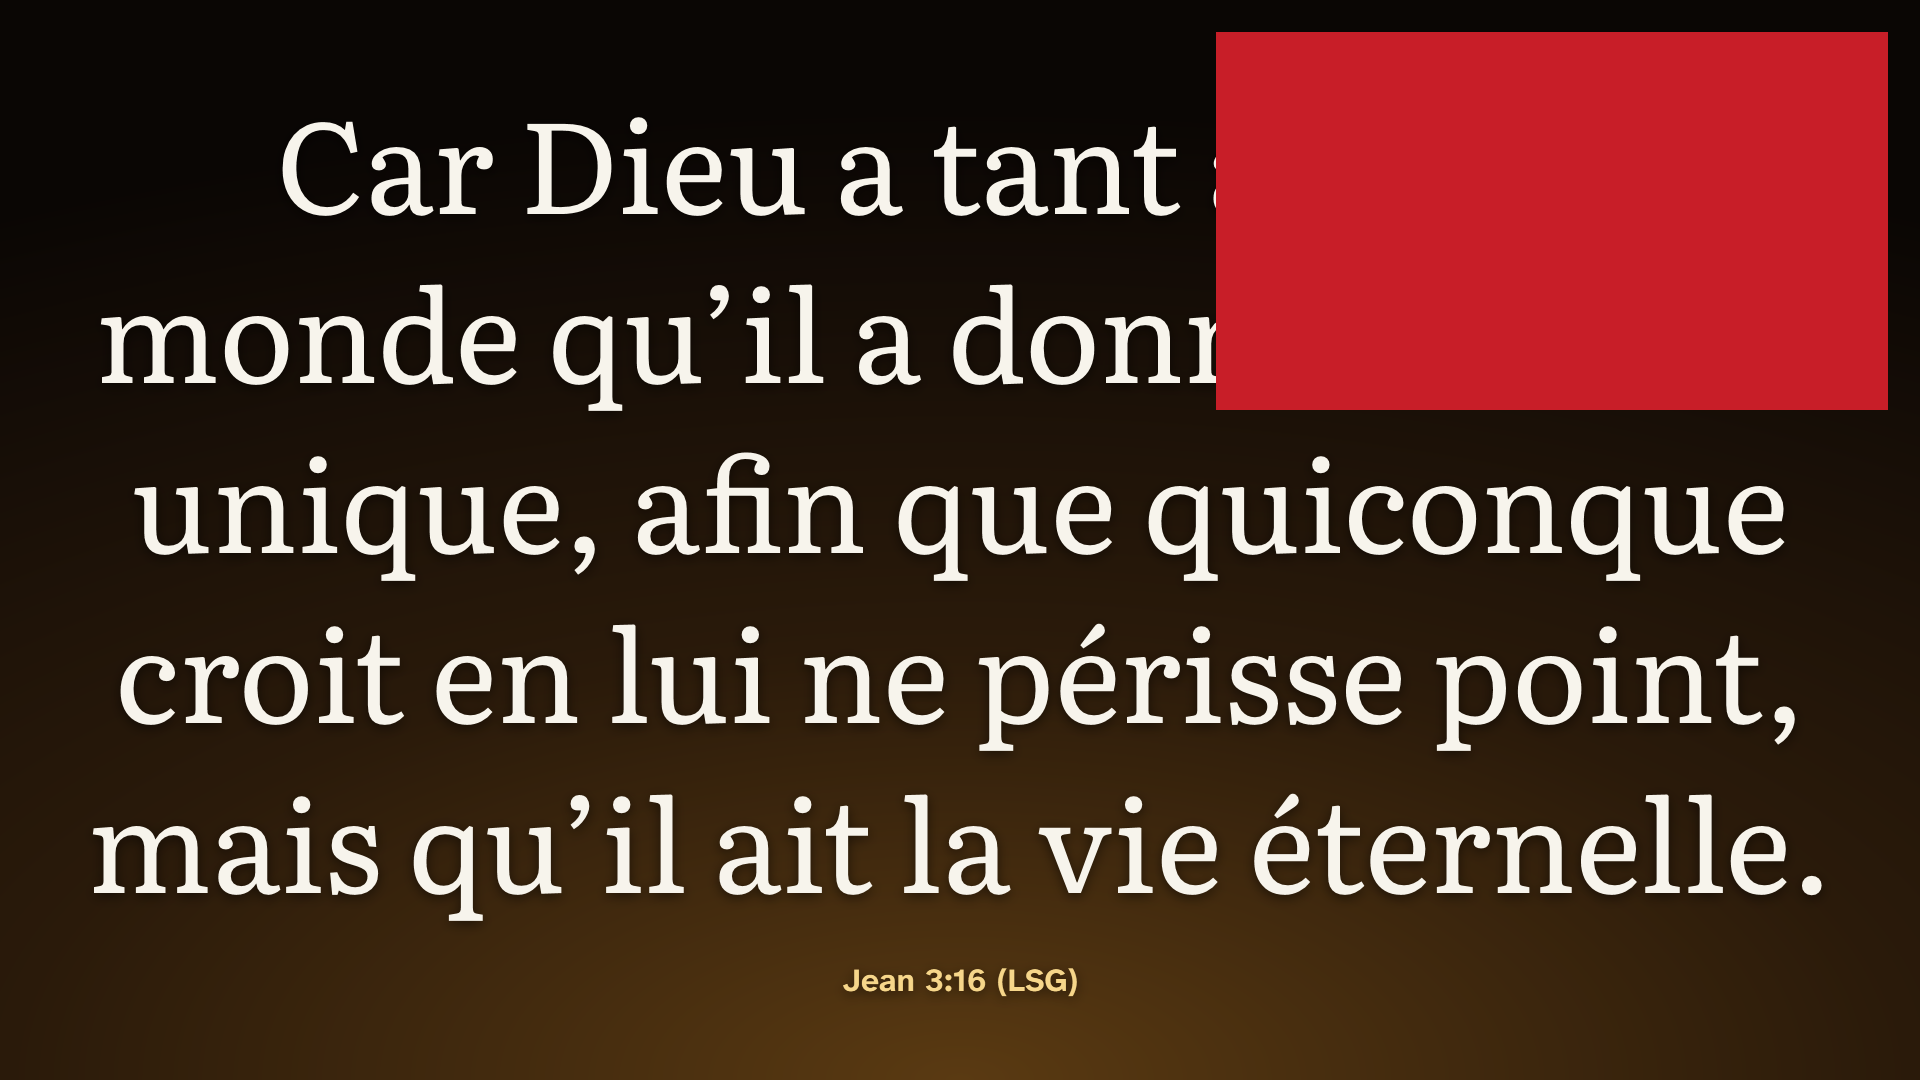 Car Dieu a tant
monde qu’il a
unique, afin que quiconque
croit en lui ne périsse point,
mais qu’il ait la vie éternelle.
Jean 3:16 (LSG)